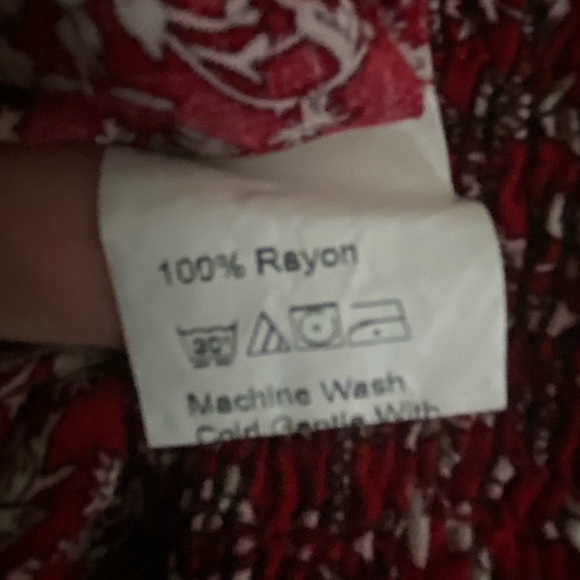 100% Rayon
30
Machine Wash
Cold Gentle With